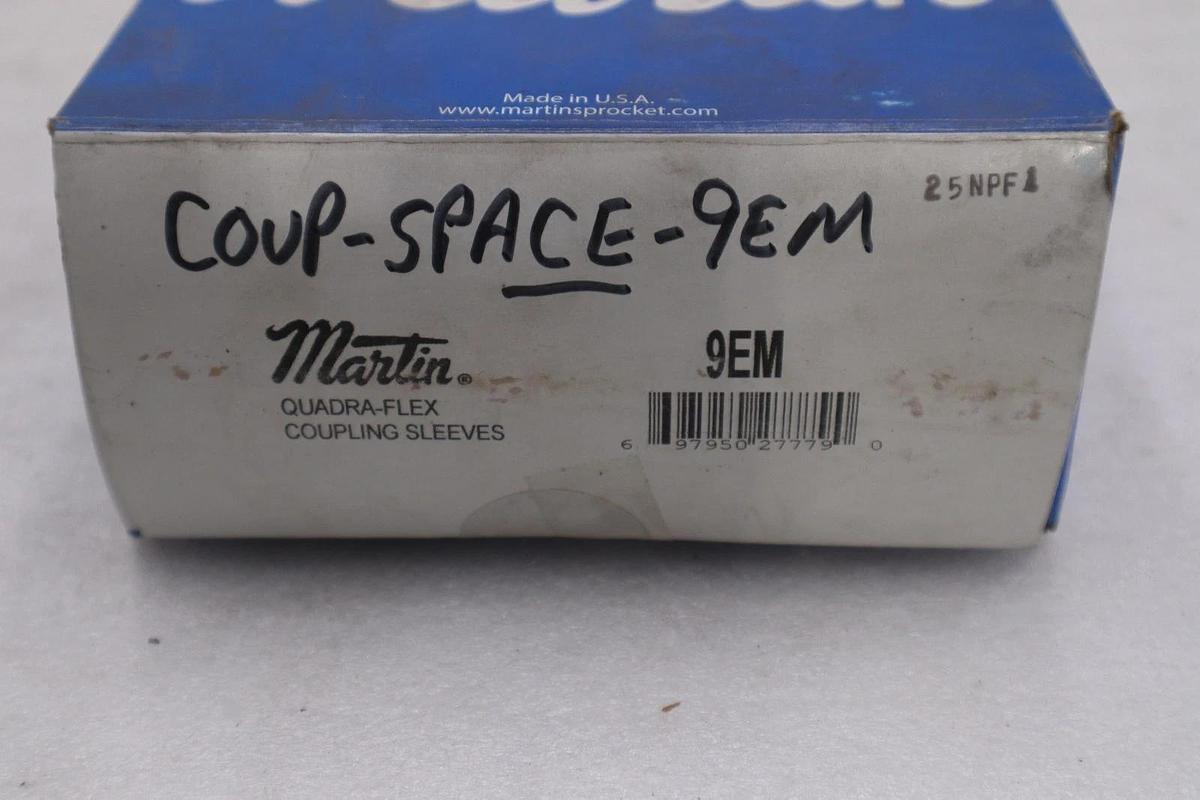 Made in U.S.A.
www.martinsprocket.com
25NPF1
COUP-SPACE-9EM
Martin®
QUADRA-FLEX
COUPLING SLEEVES
9EM
6 97950 27779 0